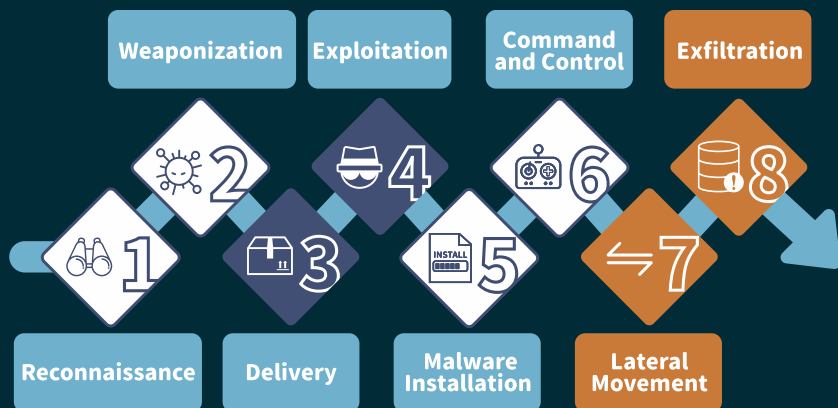 Weaponization
Exploitation
Command
and Control
Exfiltration
2
4
6
8
1
3
INSTALL
5
7
Reconnaissance
Delivery
Malware
Installation
Lateral
Movement